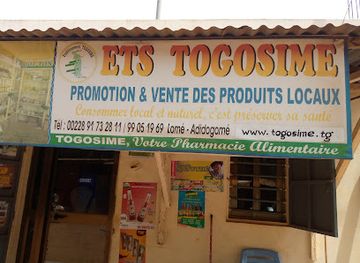 ETS TOGOSIME
PROMOTION & VENTE DES PRODUITS LOCAUX
Consommer local et naturel, c'est préserver sa santé
Tél : 00228 91 73 28 11 / 99 05 19 69 Lomé - Adidogomé www.togosime.tg
TOGOSIME, Votre Pharmacie Alimentaire